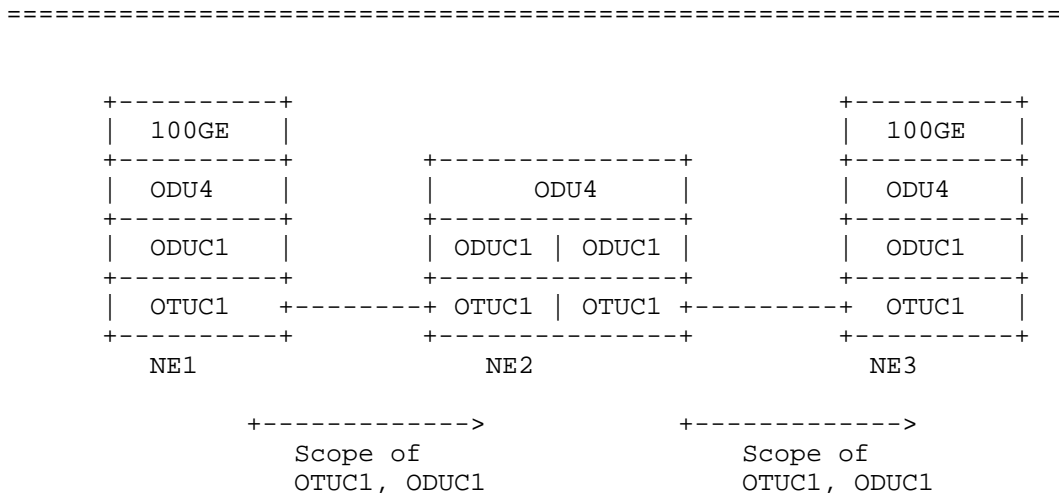 ==================================================================
+----------+                                  +----------+
|  100GE   |                                  |  100GE   |
+----------+        +---------------+         +----------+
|  ODU4    |        |      ODU4     |         |  ODU4    |
+----------+        +---------------+         +----------+
|  ODUC1   |        | ODUC1 | ODUC1 |         |  ODUC1   |
+----------+        +---------------+         +----------+
|  OTUC1   +--------+ OTUC1 | OTUC1 +---------+  OTUC1   |
+----------+        +---------------+         +----------+
NE1                  NE2                      NE3
+------------->            +------------->
Scope of                    Scope of
OTUC1, ODUC1                OTUC1, ODUC1